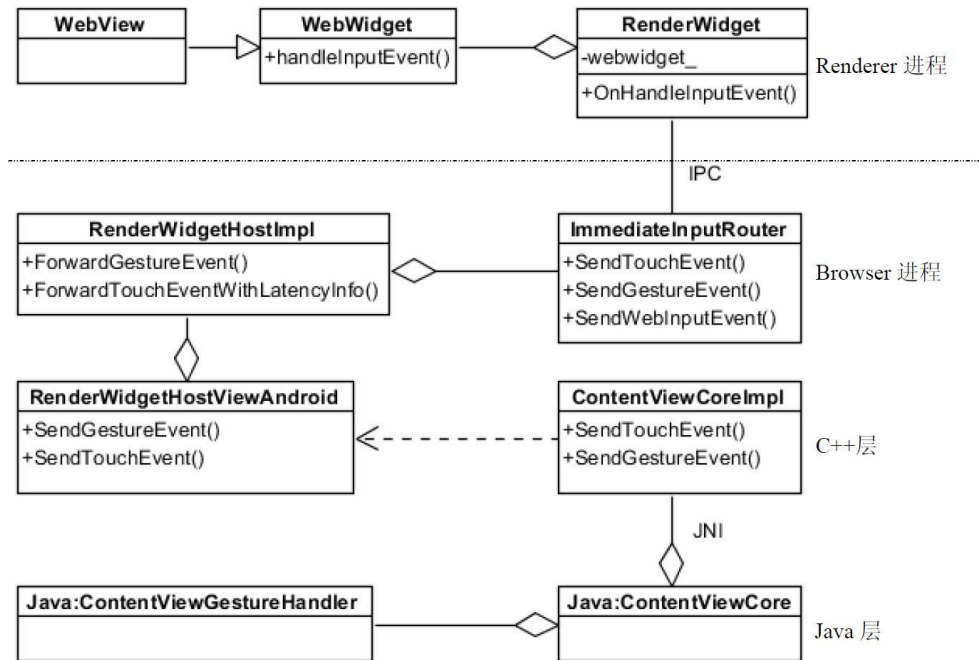 WebView
WebWidget
+handleInputEvent()
RenderWidget
-webwidget_
+OnHandleInputEvent()
Renderer 进程
IPC
RenderWidgetHostImpl
+ForwardGestureEvent()
+ForwardTouchEventWithLatencyInfo()
ImmediateInputRouter
+SendTouchEvent()
+SendGestureEvent()
+SendWebInputEvent()
Browser 进程
RenderWidgetHostViewAndroid
+SendGestureEvent()
+SendTouchEvent()
ContentViewCoreImpl
+SendTouchEvent()
+SendGestureEvent()
C++层
JNI
Java:ContentViewGestureHandler
Java:ContentViewCore
Java 层